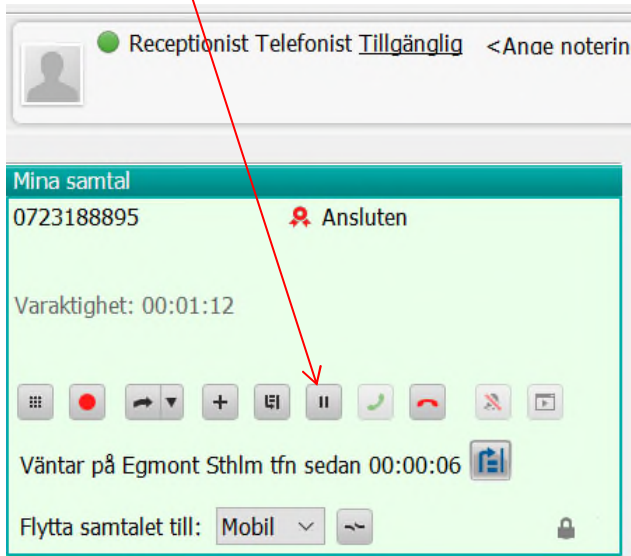 Receptionist Telefonist Tillgänglig <Ange noterin
Mina samtal
0723188895 Ansluten
Varaktighet: 00:01:12
Väntar på Egmont Sthlm tfn sedan 00:00:06
Flytta samtalet till: Mobil